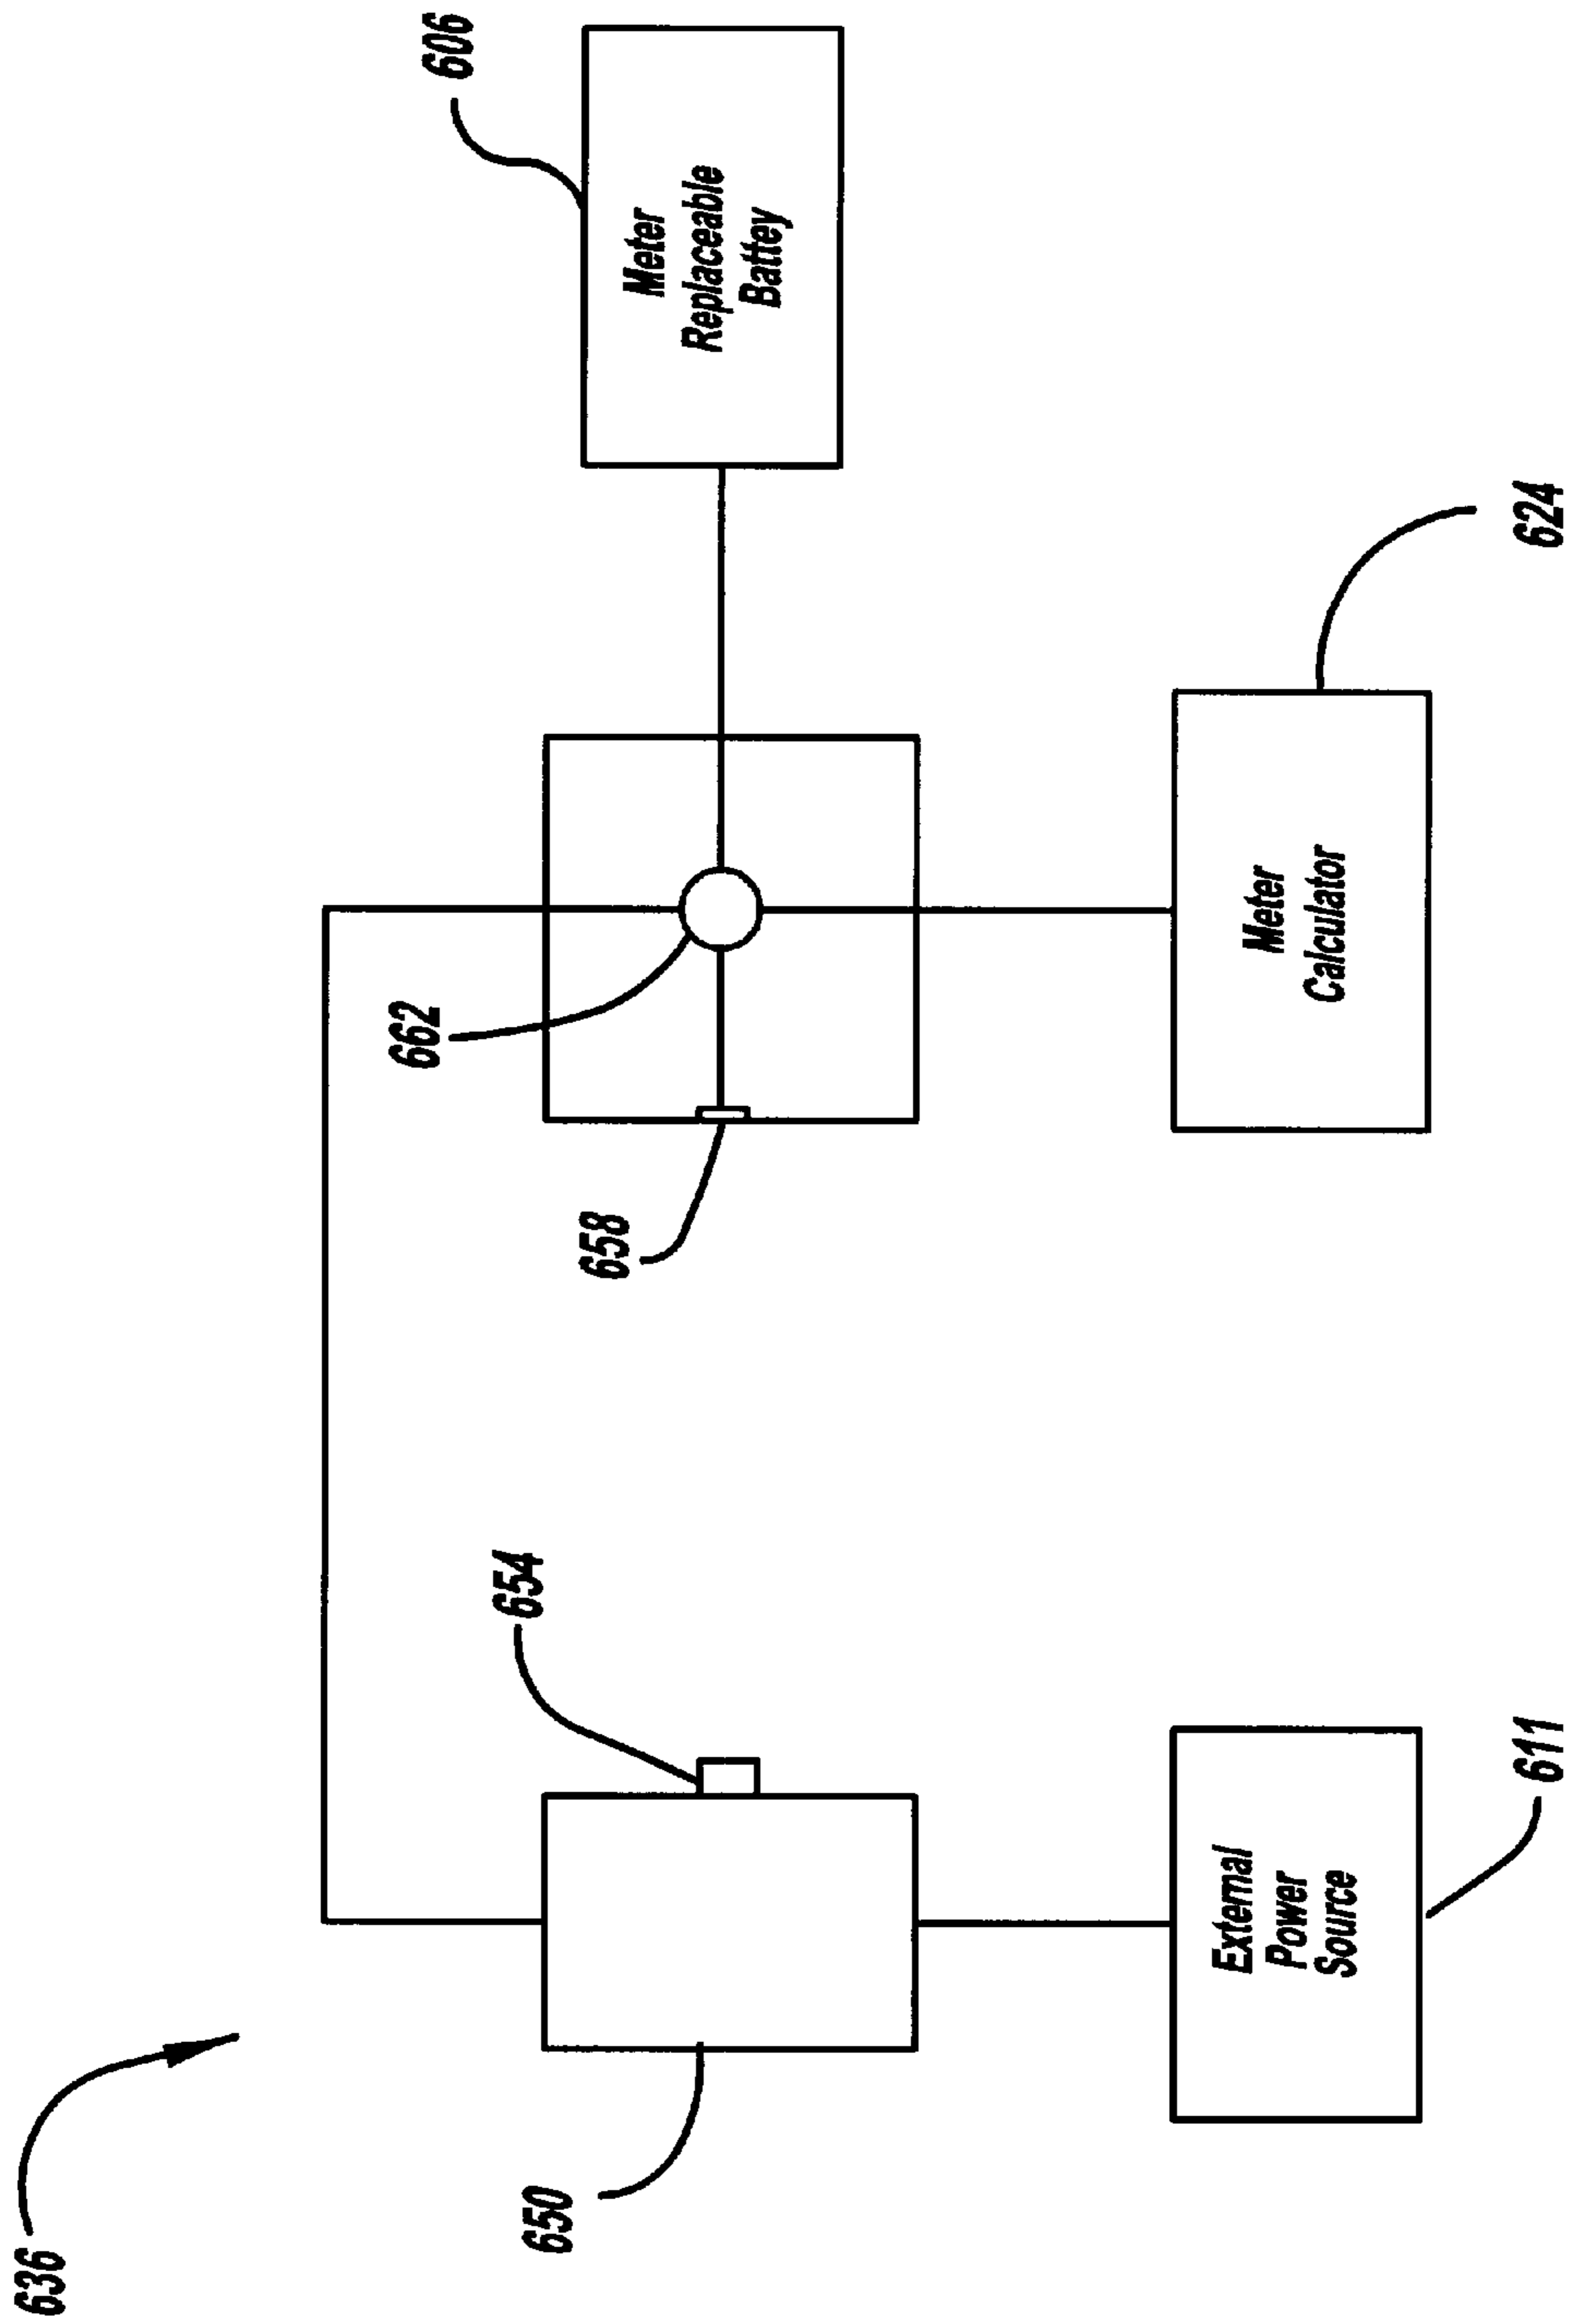 636
662
606
654
650
658
Meter
Replaceable
Battey
External
Power
Source
Meter
Calculator
611
624